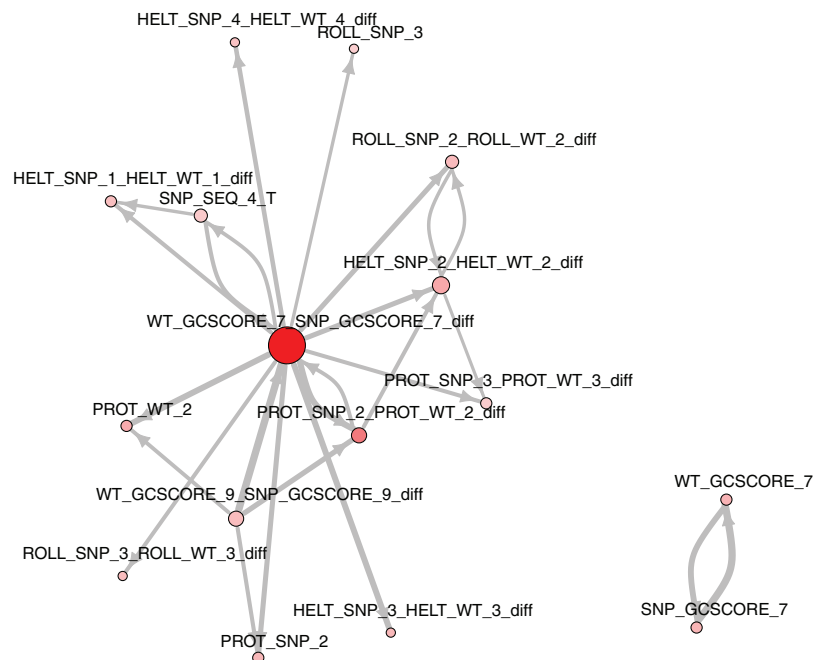 HELT_SNP_4_HELT_WT_4_diff
ROLL_SNP_3
ROLL_SNP_2_ROLL_WT_2_diff
HELT_SNP_1_HELT_WT_1_diff
SNP_SEQ_4_T
HELT_SNP_2_HELT_WT_2_diff
WT_GCSCORE_7_SNP_GCSCORE_7_diff
PROT_SNP_3_PROT_WT_3_diff
PROT_WT_2
PROT_SNP_2_PROT_WT_2_diff
WT_GCSCORE_7
WT_GCSCORE_9_SNP_GCSCORE_9_diff
ROLL_SNP_3_ROLL_WT_3_diff
HELT_SNP_3_HELT_WT_3_diff
SNP_GCSCORE_7
PROT_SNP_2